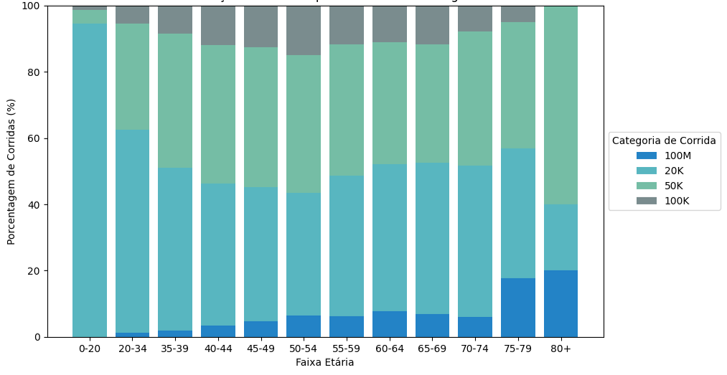 100
80
60
40
20
0
Porcentagem de Corridas (%)
0-20 20-34 35-39 40-44 45-49 50-54 55-59 60-64 65-69 70-74 75-79 80+
Faixa Etária
Categoria de Corrida
100M
20K
50K
100K